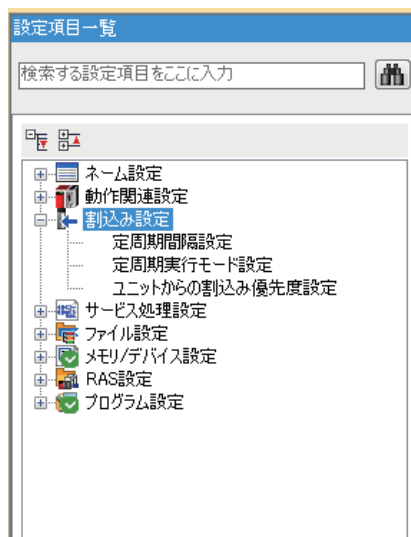 設定項目一覧
検索する設定項目をここに入力
ネーム設定
動作関連設定
割込み設定
定周期間隔設定
定周期実行モード設定
ユニットからの割込み優先度設定
サービス処理設定
ファイル設定
メモリ/デバイス設定
RAS設定
プログラム設定